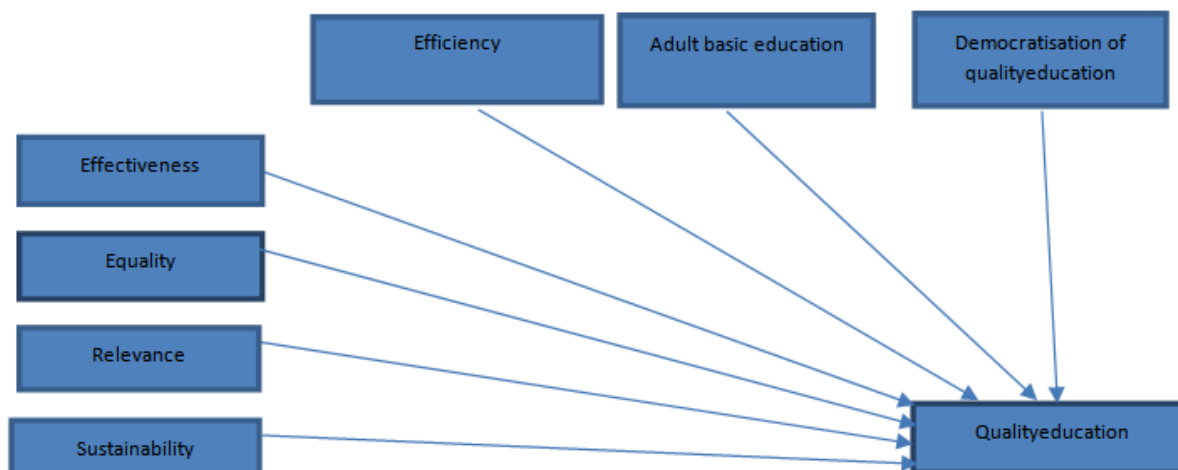 Efficiency
Adult basic education
Democratisation of
qualityeducation
Effectiveness
Equality
Relevance
Sustainability
Qualityeducation